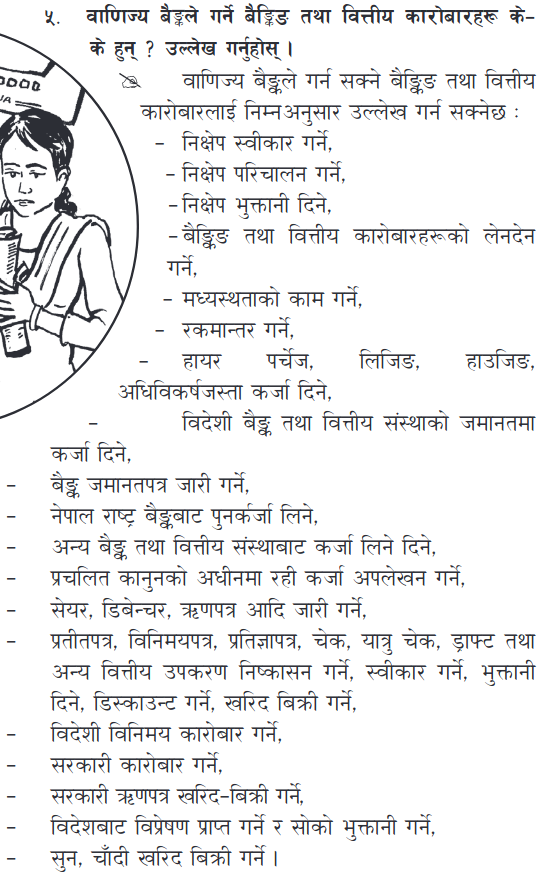 ५. वाणिज्य बैङ्कले गर्ने बैङ्किङ तथा वित्तीय कारोबारहरू के-
के हुन् ? उल्लेख गर्नुहोस् ।
वाणिज्य बैङ्कले गर्न सक्ने बैङ्किङ तथा वित्तीय
कारोबारलाई निम्नअनुसार उल्लेख गर्न सक्नेछ :
- निक्षेप स्वीकार गर्ने,
- निक्षेप परिचालन गर्ने,
- निक्षेप भुक्तानी दिने,
- बैङ्किङ तथा वित्तीय कारोबारहरूको लेनदेन
गर्ने,
- मध्यस्थताको काम गर्ने,
- रकमान्तर गर्ने,
- हायर पर्चेज, लिजिङ, हाउजिङ,
अधिविकर्षजस्ता कर्जा दिने,
- विदेशी बैङ्क तथा वित्तीय संस्थाको जमानतमा
कर्जा दिने,
- बैङ्क जमानतपत्र जारी गर्ने,
- नेपाल राष्ट्र बैङ्कबाट पुनर्कर्जा लिने,
- अन्य बैङ्क तथा वित्तीय संस्थाबाट कर्जा लिने दिने,
- प्रचलित कानुनको अधीनमा रही कर्जा अपलेखन गर्ने,
- सेयर, डिबेन्चर, ऋणपत्र आदि जारी गर्ने,
- प्रतीतपत्र, विनिमयपत्र, प्रतिज्ञापत्र, चेक, यात्रु चेक, ड्राफ्ट तथा
अन्य वित्तीय उपकरण निष्कासन गर्ने, स्वीकार गर्ने, भुक्तानी
दिने, डिस्काउन्ट गर्ने, खरिद बिक्री गर्ने,
- विदेशी विनिमय कारोबार गर्ने,
- सरकारी कारोबार गर्ने,
- सरकारी ऋणपत्र खरिद-बिक्री गर्ने,
- विदेशबाट विप्रेषण प्राप्त गर्ने र सोको भुक्तानी गर्ने,
- सुन, चाँदी खरिद बिक्री गर्ने ।